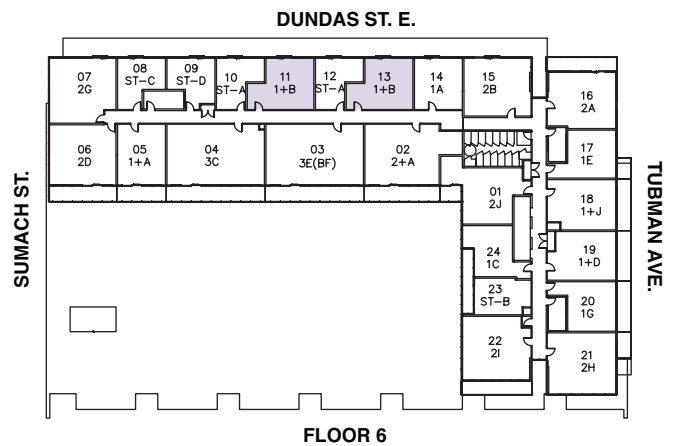 DUNDAS ST. E.
07
2G
08
ST-C
09
ST-D
10
ST-A
11
1+B
12
ST-A
13
1+B
14
1A
15
2B
16
2A
06
2D
05
1+A
04
3C
03
3E(BF)
02
2+A
17
1E
01
2J
18
1+J
24
1C
19
1+D
23
ST-B
20
1G
22
2I
21
2H
SUMACH ST.
TUBMAN AVE.
FLOOR 6